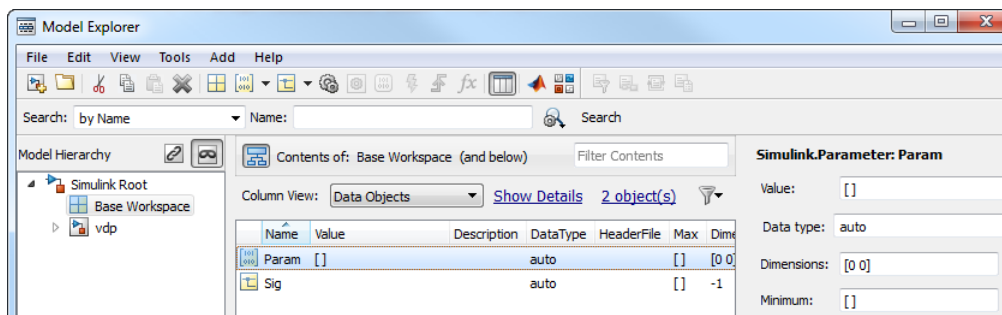 Model Explorer
File Edit View Tools Add Help
fx
Search: by Name Name: Search
Model Hierarchy
Simulink Root
Base Workspace
vdp
Contents of: Base Workspace (and below) Filter Contents
Column View: Data Objects Show Details 2 object(s)
Name Value Description DataType HeaderFile Max Dime
Param [ ] auto [ ] [0 0]
Sig auto [ ] -1
Simulink.Parameter: Param
Value: [ ]
Data type: auto
Dimensions: [0 0]
Minimum: [ ]